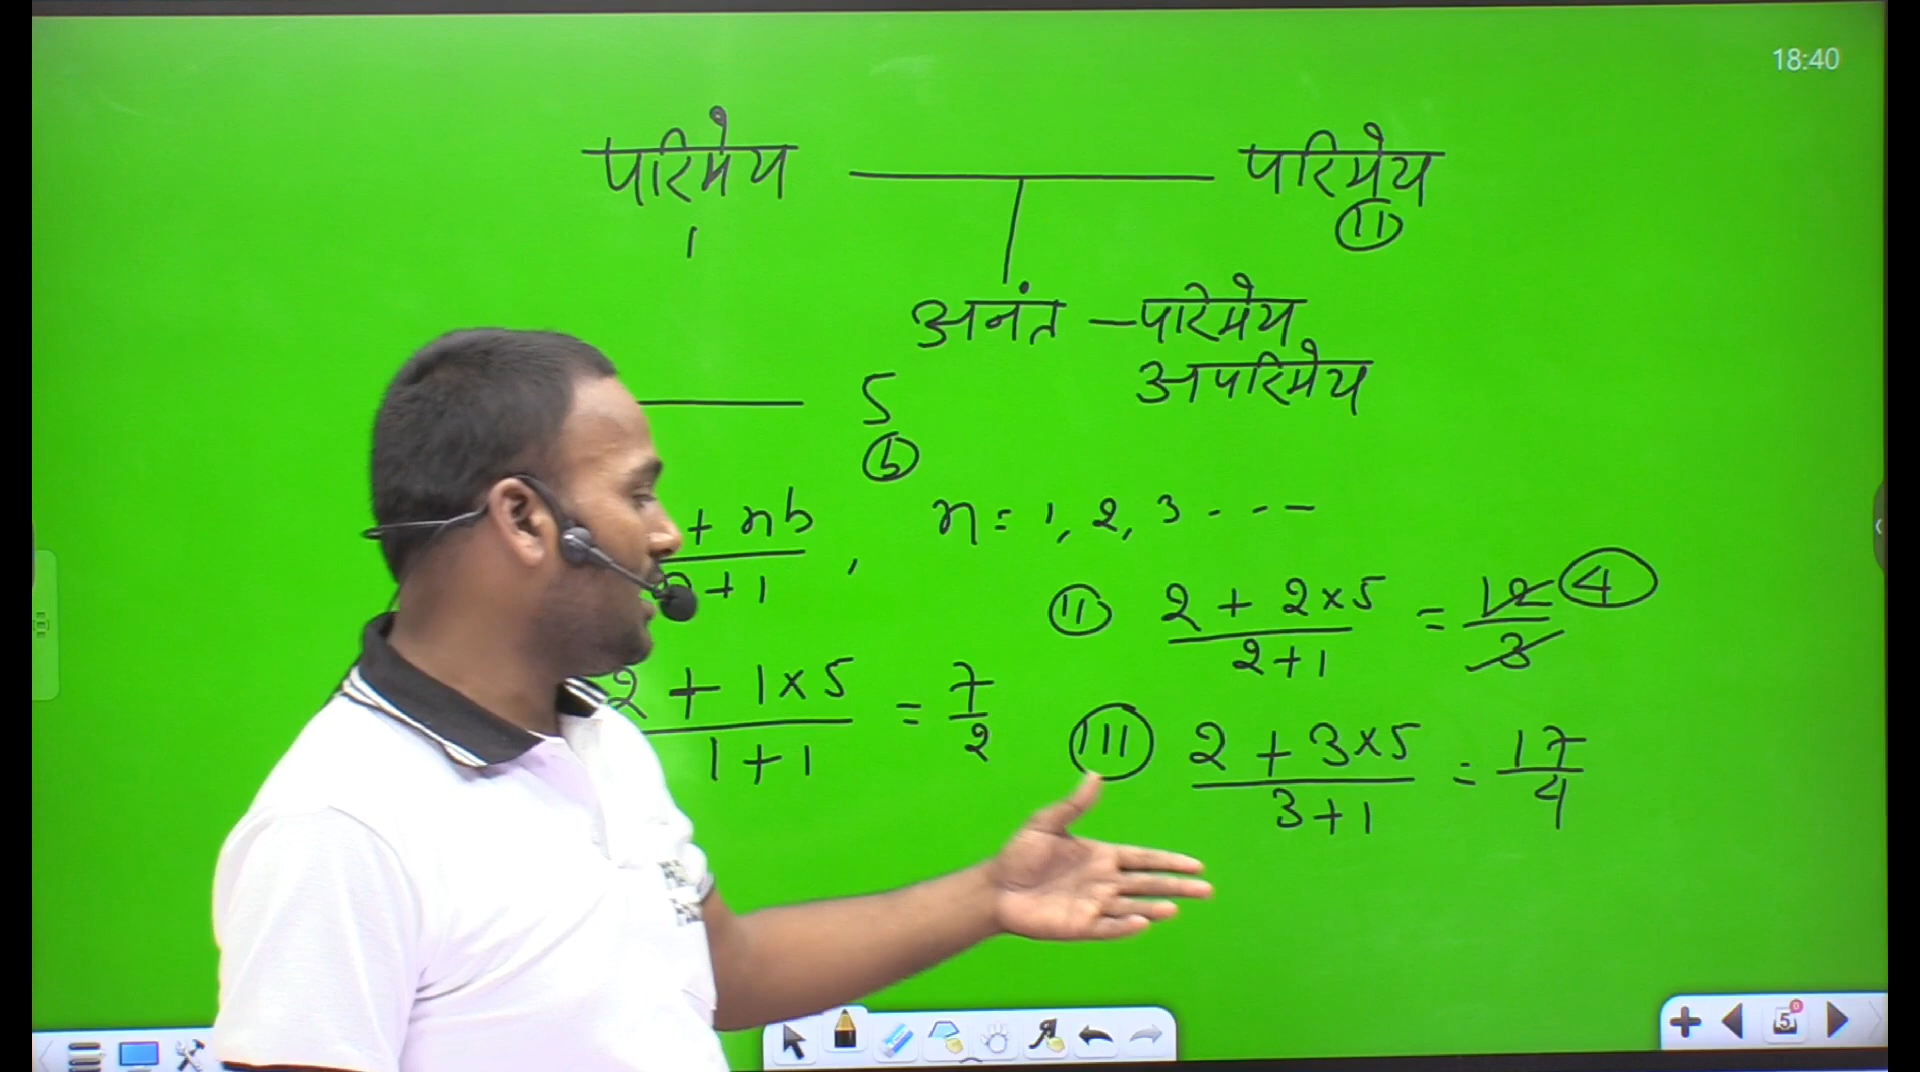 18:40
परिमेय परिमेय
1 11
अनंत – परिमेय
अपरिमेय
5
b
+ nb , n = 1, 2, 3 - - -
+1
11 2 + 2×5 = 12 4
2+1 3
2 + 1×5 = 7
1+1 2
111 2 + 3×5 = 17
3+1 4
5